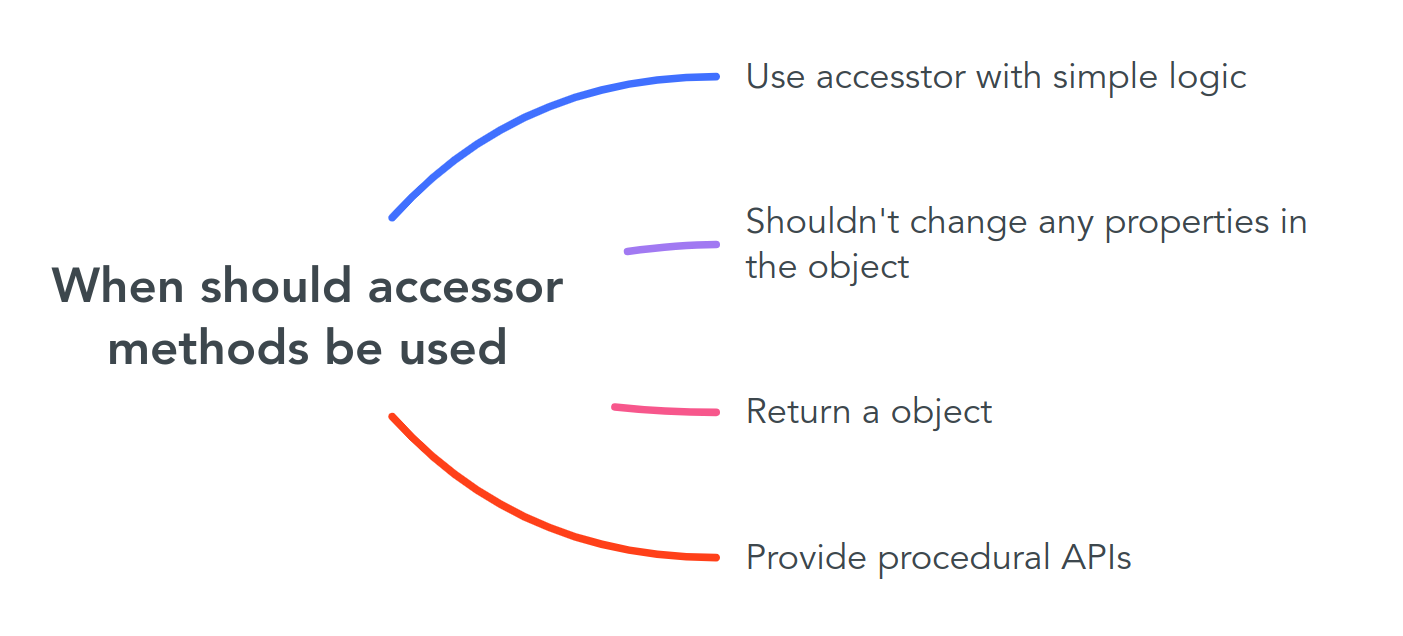 When should accessor
methods be used
Use accesstor with simple logic
Shouldn't change any properties in
the object
Return a object
Provide procedural APIs